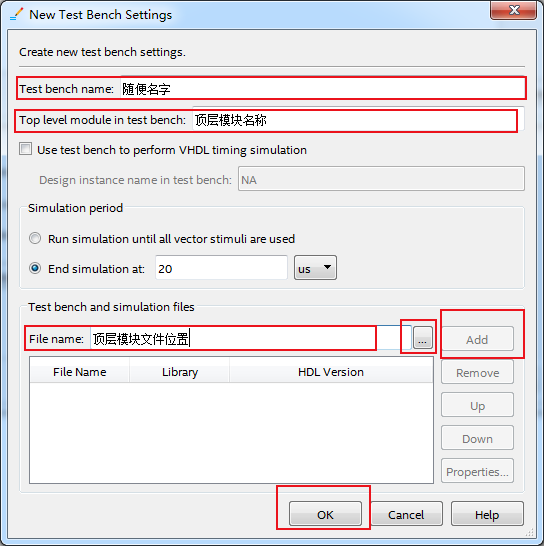 New Test Bench Settings
Create new test bench settings.
Test bench name: 随便名字
Top level module in test bench: 顶层模块名称
Use test bench to perform VHDL timing simulation
Design instance name in test bench: NA
Simulation period
Run simulation until all vector stimuli are used
End simulation at: 20 us
Test bench and simulation files
File name: 顶层模块文件位置 ... Add
File Name Library HDL Version
Remove
Up
Down
Properties...
OK Cancel Help